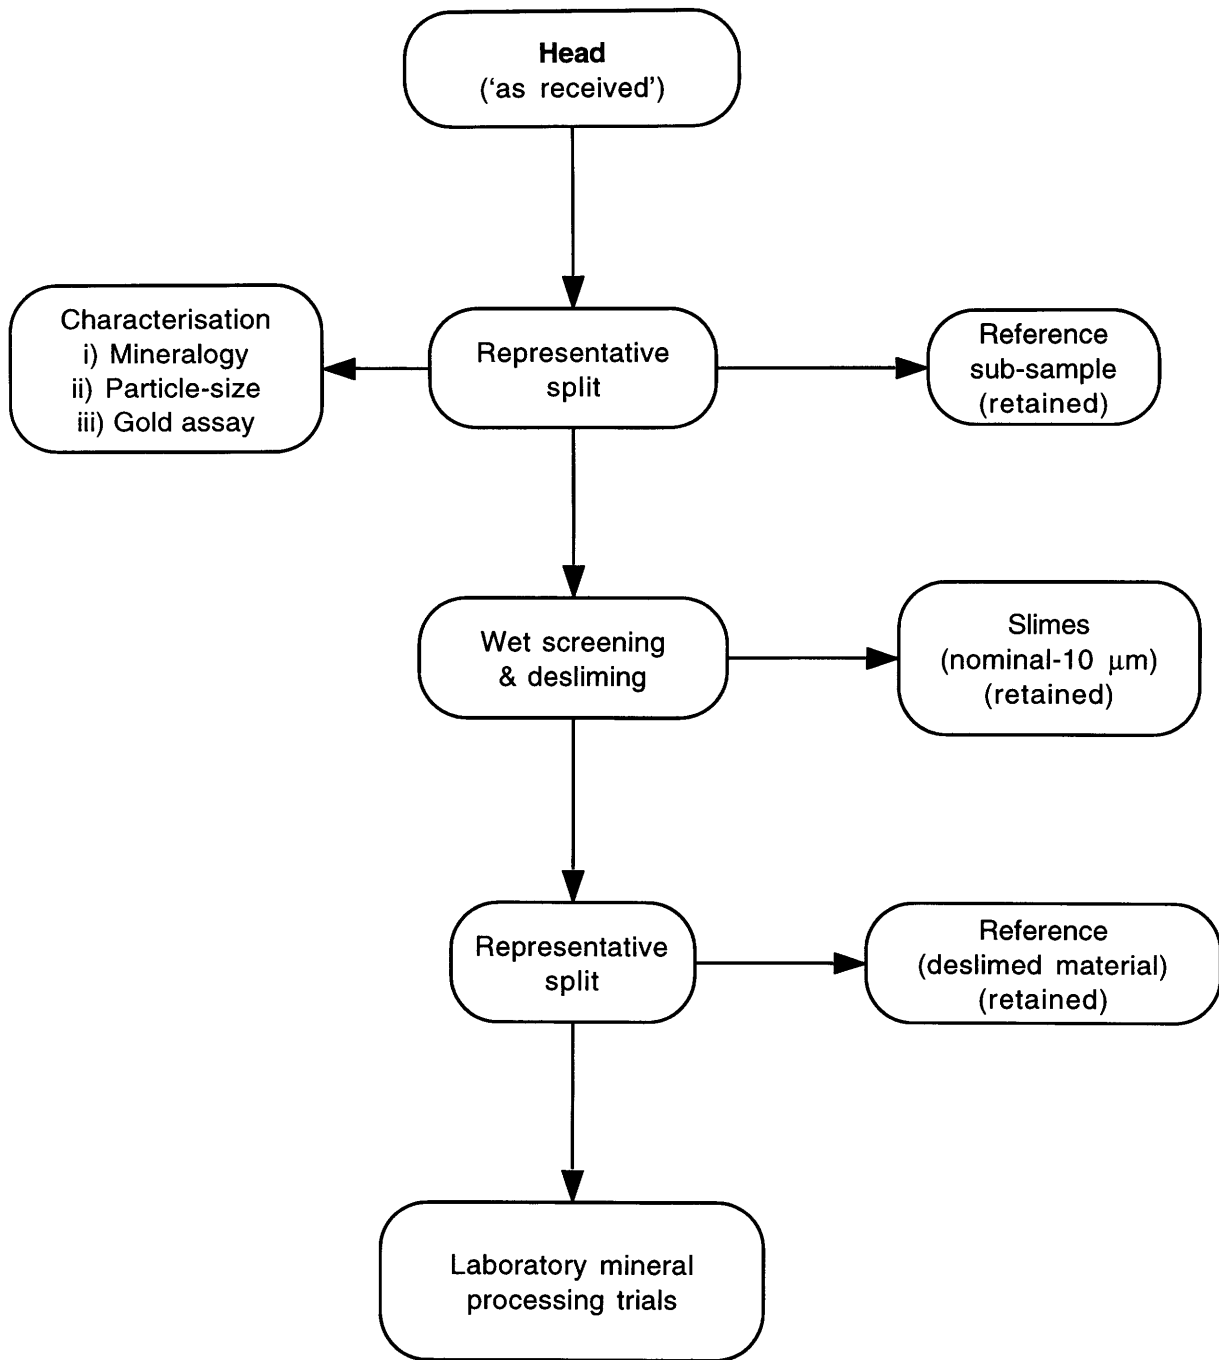 Head
('as received')
Characterisation
i) Mineralogy
ii) Particle-size
iii) Gold assay
Representative
split
Reference
sub-sample
(retained)
Wet screening
& desliming
Slimes
(nominal-10 μm)
(retained)
Representative
split
Reference
(deslimed material)
(retained)
Laboratory mineral
processing trials